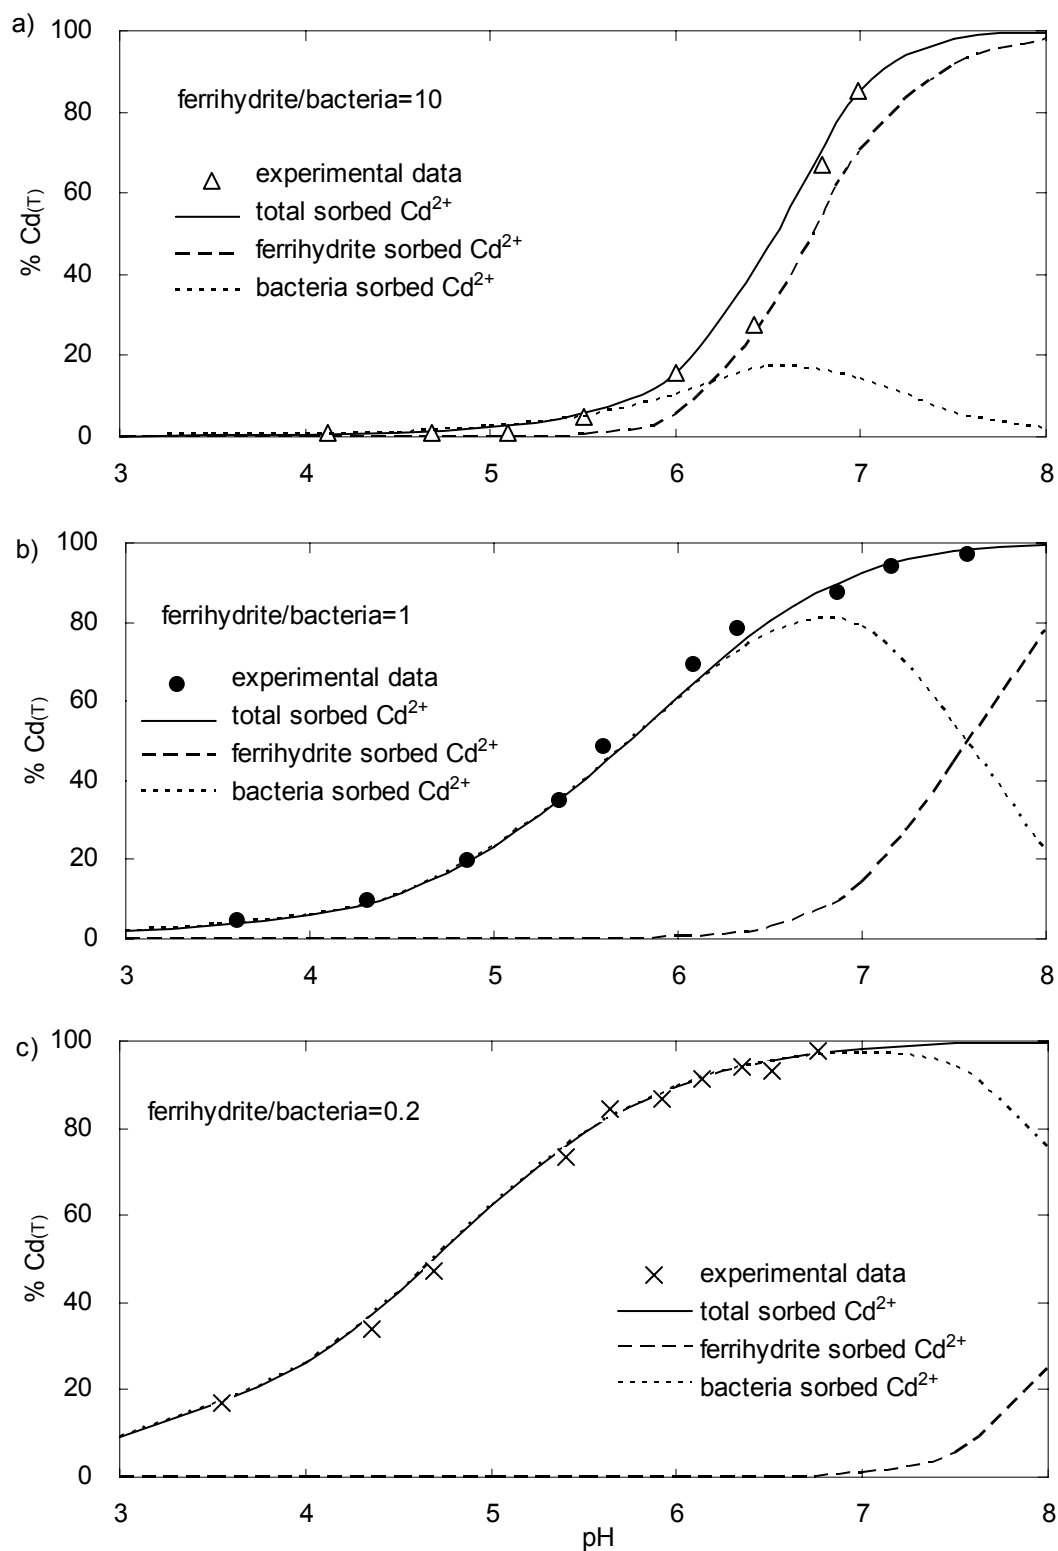 a)
100
80
60
40
20
0
% Cd(T)
ferrihydrite/bacteria=10
experimental data
total sorbed Cd²⁺
ferrihydrite sorbed Cd²⁺
bacteria sorbed Cd²⁺
3 4 5 6 7 8
b)
100
80
60
40
20
0
% Cd(T)
ferrihydrite/bacteria=1
experimental data
total sorbed Cd²⁺
ferrihydrite sorbed Cd²⁺
bacteria sorbed Cd²⁺
3 4 5 6 7 8
c)
100
80
60
40
20
0
% Cd(T)
ferrihydrite/bacteria=0.2
experimental data
total sorbed Cd²⁺
ferrihydrite sorbed Cd²⁺
bacteria sorbed Cd²⁺
3 4 5 6 7 8
pH